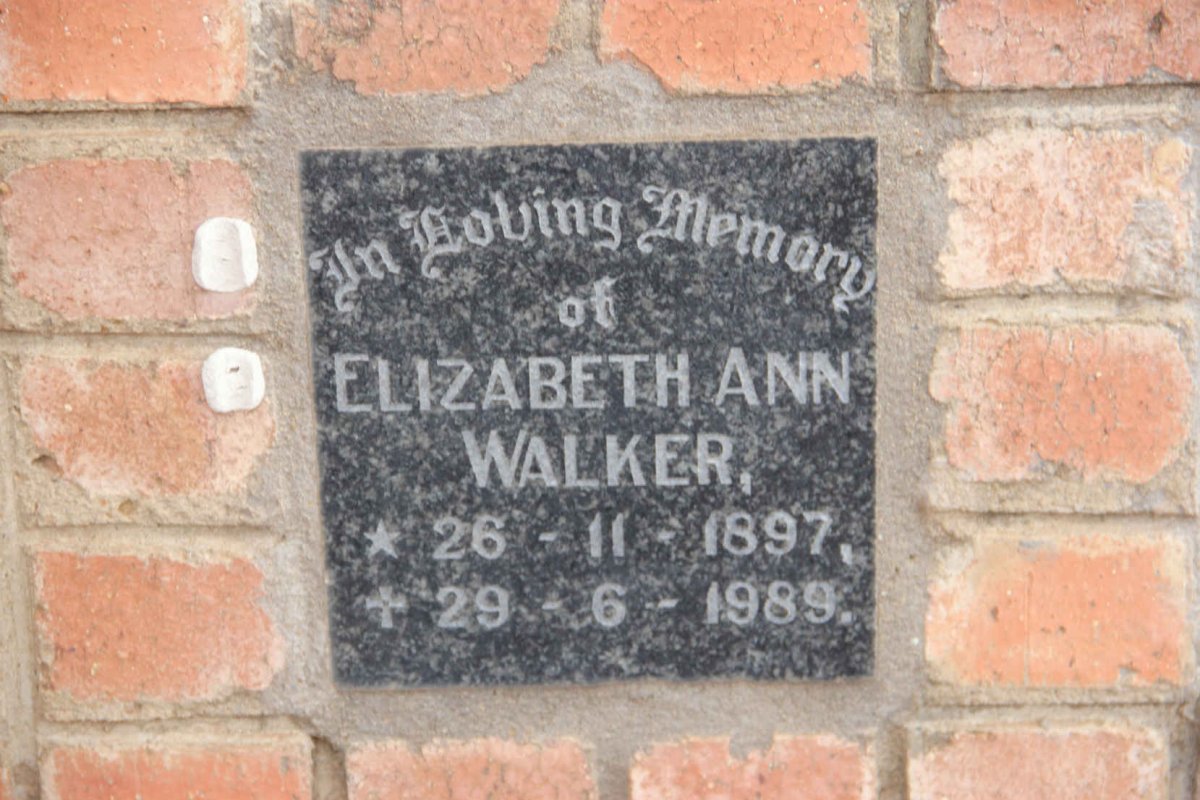 In Loving Memory
of
ELIZABETH ANN
WALKER,
★ 26 - 11 - 1897,
✝ 29 - 6 - 1989.